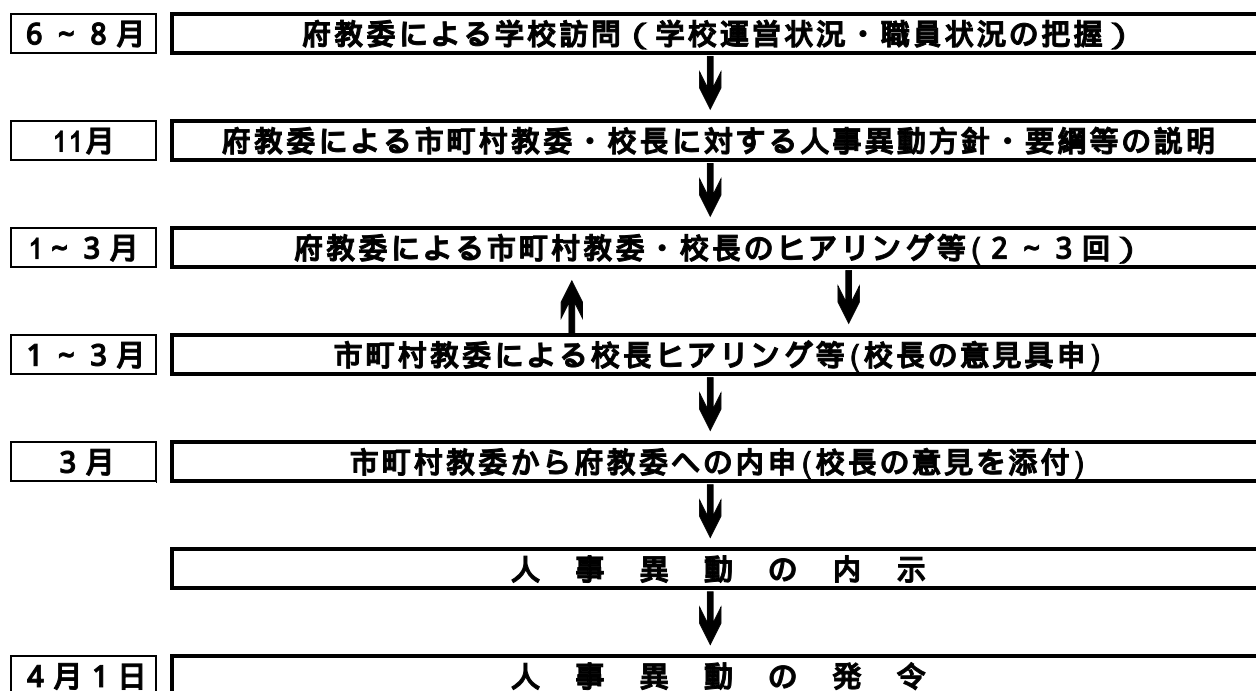 6～8月 府教委による学校訪問（学校運営状況・職員状況の把握）
11月 府教委による市町村教委・校長に対する人事異動方針・要綱等の説明
1～3月 府教委による市町村教委・校長のヒアリング等(2～3回)
1～3月 市町村教委による校長ヒアリング等(校長の意見具申)
3月 市町村教委から府教委への内申(校長の意見を添付)
人事異動の内示
4月1日 人事異動の発令